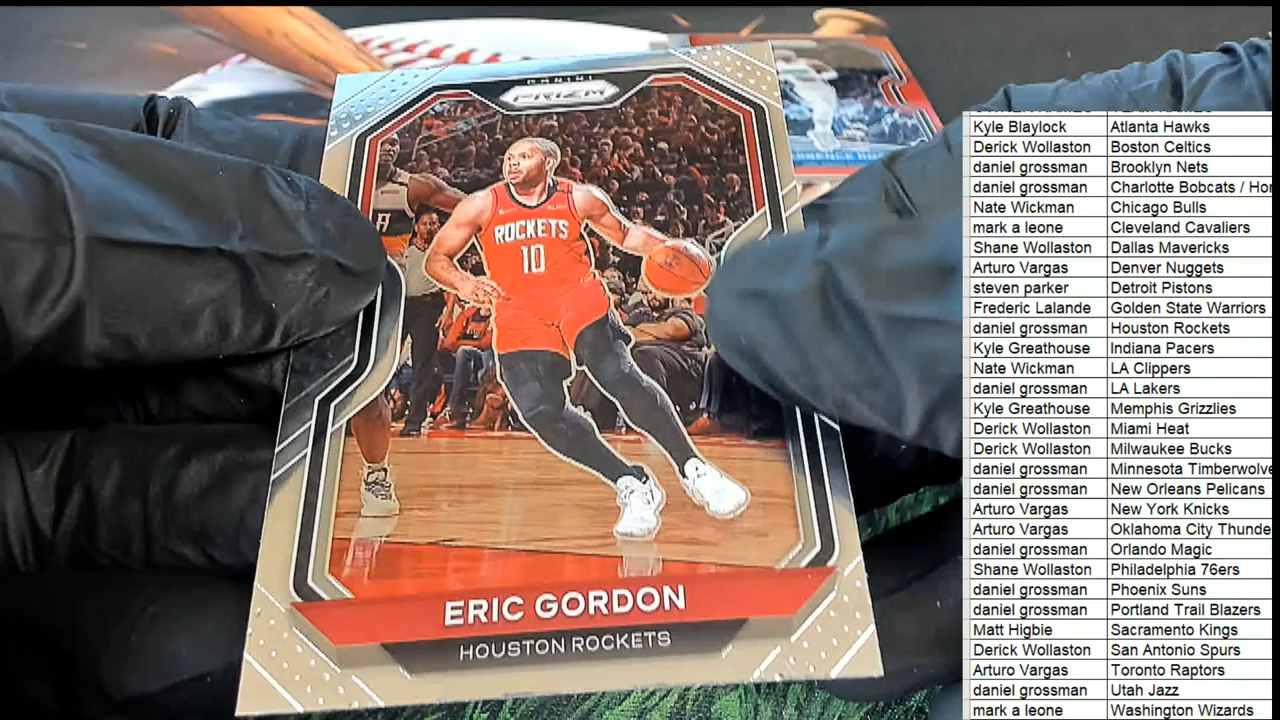 PANINI
PRIZM
ROCKETS
10
ERIC GORDON
HOUSTON ROCKETS
Kyle Blaylock Atlanta Hawks
Derick Wollaston Boston Celtics
daniel grossman Brooklyn Nets
daniel grossman Charlotte Bobcats / Hor
Nate Wickman Chicago Bulls
mark a leone Cleveland Cavaliers
Shane Wollaston Dallas Mavericks
Arturo Vargas Denver Nuggets
steven parker Detroit Pistons
Frederic Lalande Golden State Warriors
daniel grossman Houston Rockets
Kyle Greathouse Indiana Pacers
Nate Wickman LA Clippers
daniel grossman LA Lakers
Kyle Greathouse Memphis Grizzlies
Derick Wollaston Miami Heat
Derick Wollaston Milwaukee Bucks
daniel grossman Minnesota Timberwolve
daniel grossman New Orleans Pelicans
Arturo Vargas New York Knicks
Arturo Vargas Oklahoma City Thunde
daniel grossman Orlando Magic
Shane Wollaston Philadelphia 76ers
daniel grossman Phoenix Suns
daniel grossman Portland Trail Blazers
Matt Higbie Sacramento Kings
Derick Wollaston San Antonio Spurs
Arturo Vargas Toronto Raptors
daniel grossman Utah Jazz
mark a leone Washington Wizards